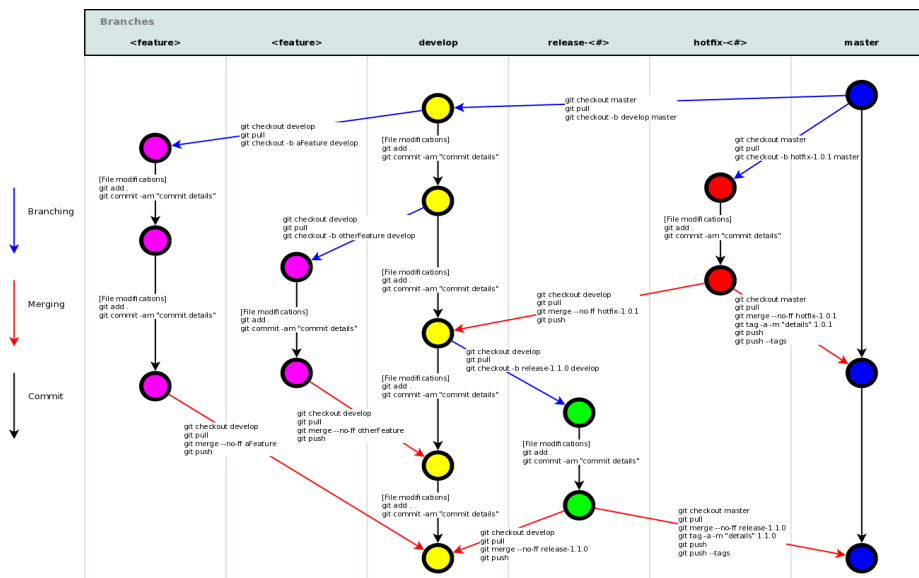 Branches
<feature>
<feature>
develop
release-<#>
hotfix-<#>
master
git checkout master
git pull
git checkout -b develop master
git checkout develop
git pull
git checkout -b aFeature develop
[File modifications]
git add .
git commit -am "commit details"
git checkout master
git pull
git checkout -b hotfix-1.0.1 master
[File modifications]
git add .
git commit -am "commit details"
Branching
git checkout develop
git pull
git checkout -b otherFeature develop
[File modifications]
git add .
git commit -am "commit details"
[File modifications]
git add .
git commit -am "commit details"
Merging
[File modifications]
git add .
git commit -am "commit details"
[File modifications]
git add .
git commit -am "commit details"
git checkout develop
git pull
git merge --no-ff hotfix-1.0.1
git push
git checkout master
git pull
git merge --no-ff hotfix-1.0.1
git tag -a -m "details" 1.0.1
git push
git push --tags
git checkout develop
git pull
git checkout -b release-1.1.0 develop
Commit
[File modifications]
git add .
git commit -am "commit details"
git checkout develop
git pull
git merge --no-ff aFeature
git push
git checkout develop
git pull
git merge --no-ff otherFeature
git push
[File modifications]
git add .
git commit -am "commit details"
[File modifications]
git add .
git commit -am "commit details"
git checkout develop
git pull
git merge --no-ff release-1.1.0
git push
git checkout master
git pull
git merge --no-ff release-1.1.0
git tag -a -m "details" 1.1.0
git push
git push --tags